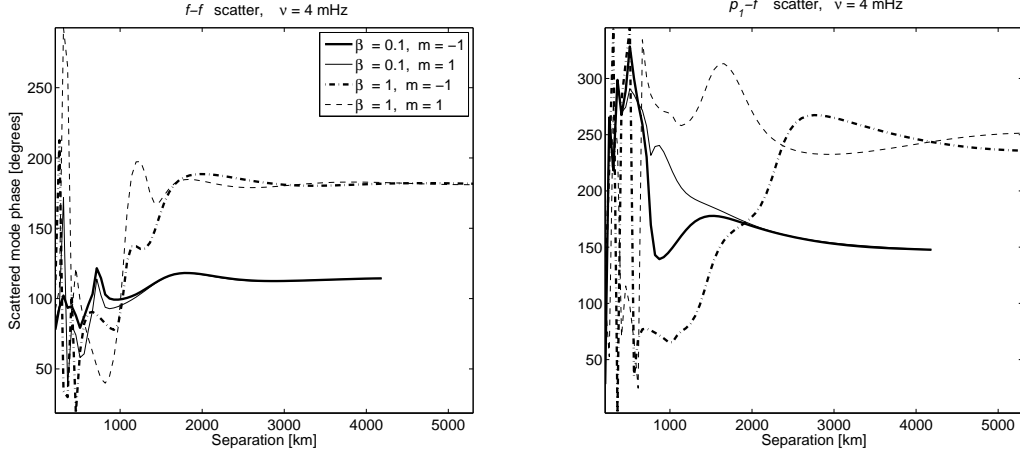 f−f scatter, ν = 4 mHz
250
200
150
100
50
1000 2000 3000 4000 5000
Separation [km]
Scattered mode phase [degrees]
β = 0.1, m = −1
β = 0.1, m = 1
β = 1, m = −1
β = 1, m = 1
p1−f scatter, ν = 4 mHz
300
250
200
150
100
50
1000 2000 3000 4000 5000
Separation [km]